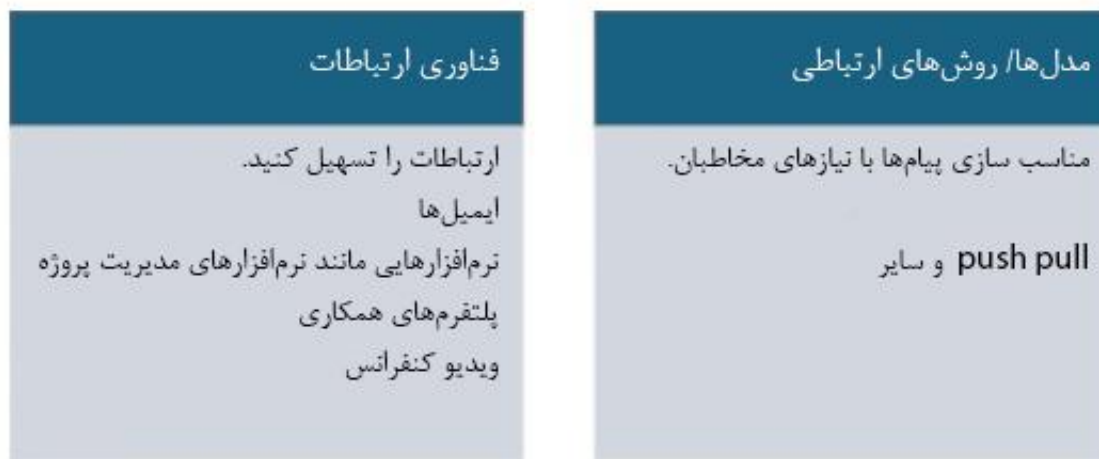 مدل‌ها/ روش‌های ارتباطی
مناسب سازی پیام‌ها با نیازهای مخاطبان.
push pull و سایر
فناوری ارتباطات
ارتباطات را تسهیل کنید.
ایمیل‌ها
نرم‌افزارهایی مانند نرم‌افزارهای مدیریت پروژه
پلتفرم‌های همکاری
ویدیو کنفرانس